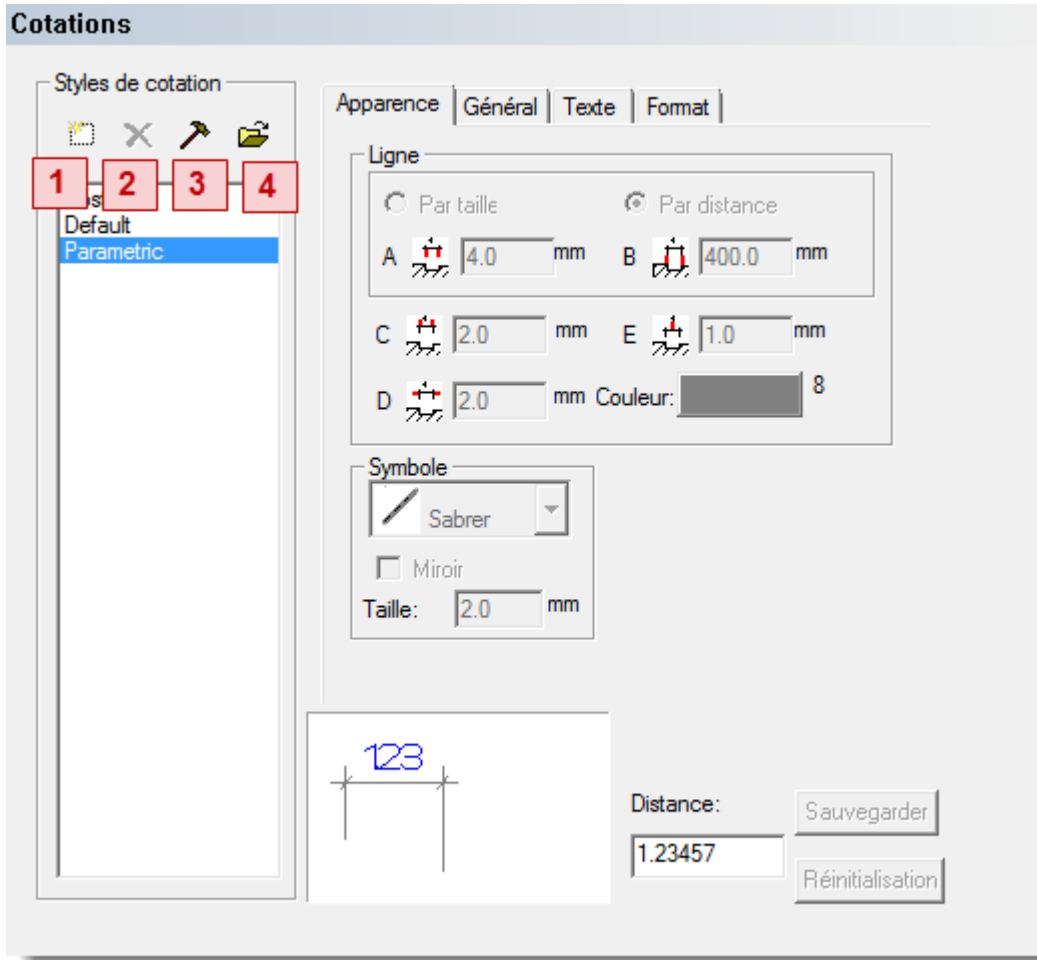 Cotations
Styles de cotation
1 2 3 4
Default
Parametric
Apparence Général Texte Format
Ligne
Par taille Par distance
A 4.0 mm B 400.0 mm
C 2.0 mm E 1.0 mm
D 2.0 mm Couleur: 8
Symbole
Sabrer
Miroir
Taille: 2.0 mm
123
Distance: Sauvegarder
1.23457
Réinitialisation